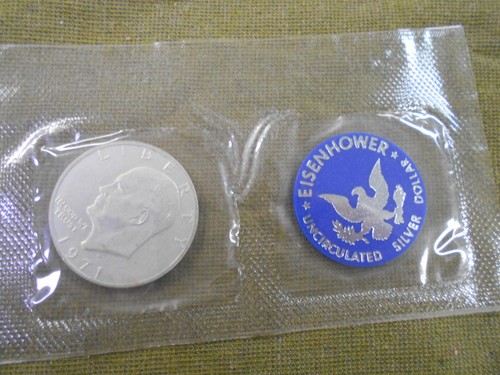 LIBERTY
IN GOD WE
TRUST
1971
★ EISENHOWER ★
UNCIRCULATED SILVER DOLLAR